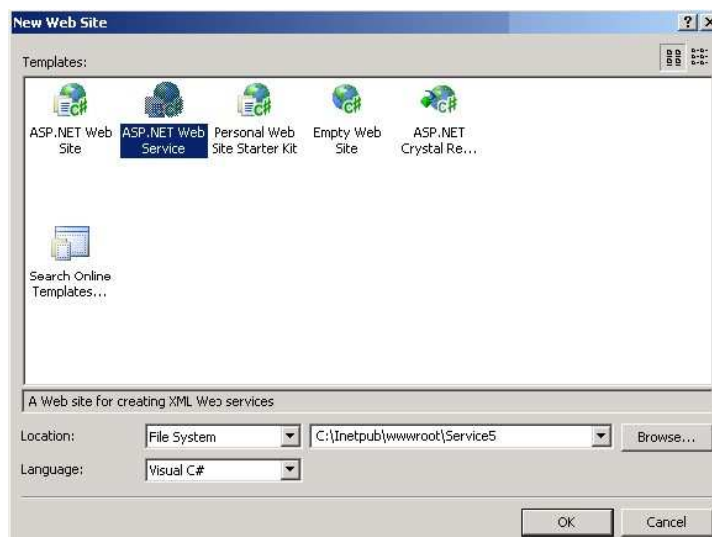 New Web Site
Templates:
ASP.NET Web
Site
ASP.NET Web
Service
Personal Web
Site Starter Kit
Empty Web
Site
ASP.NET
Crystal Re...
Search Online
Templates...
A Web site for creating XML Web services
Location:
File System
C:\Inetpub\wwwroot\Service5
Browse...
Language:
Visual C#
OK
Cancel